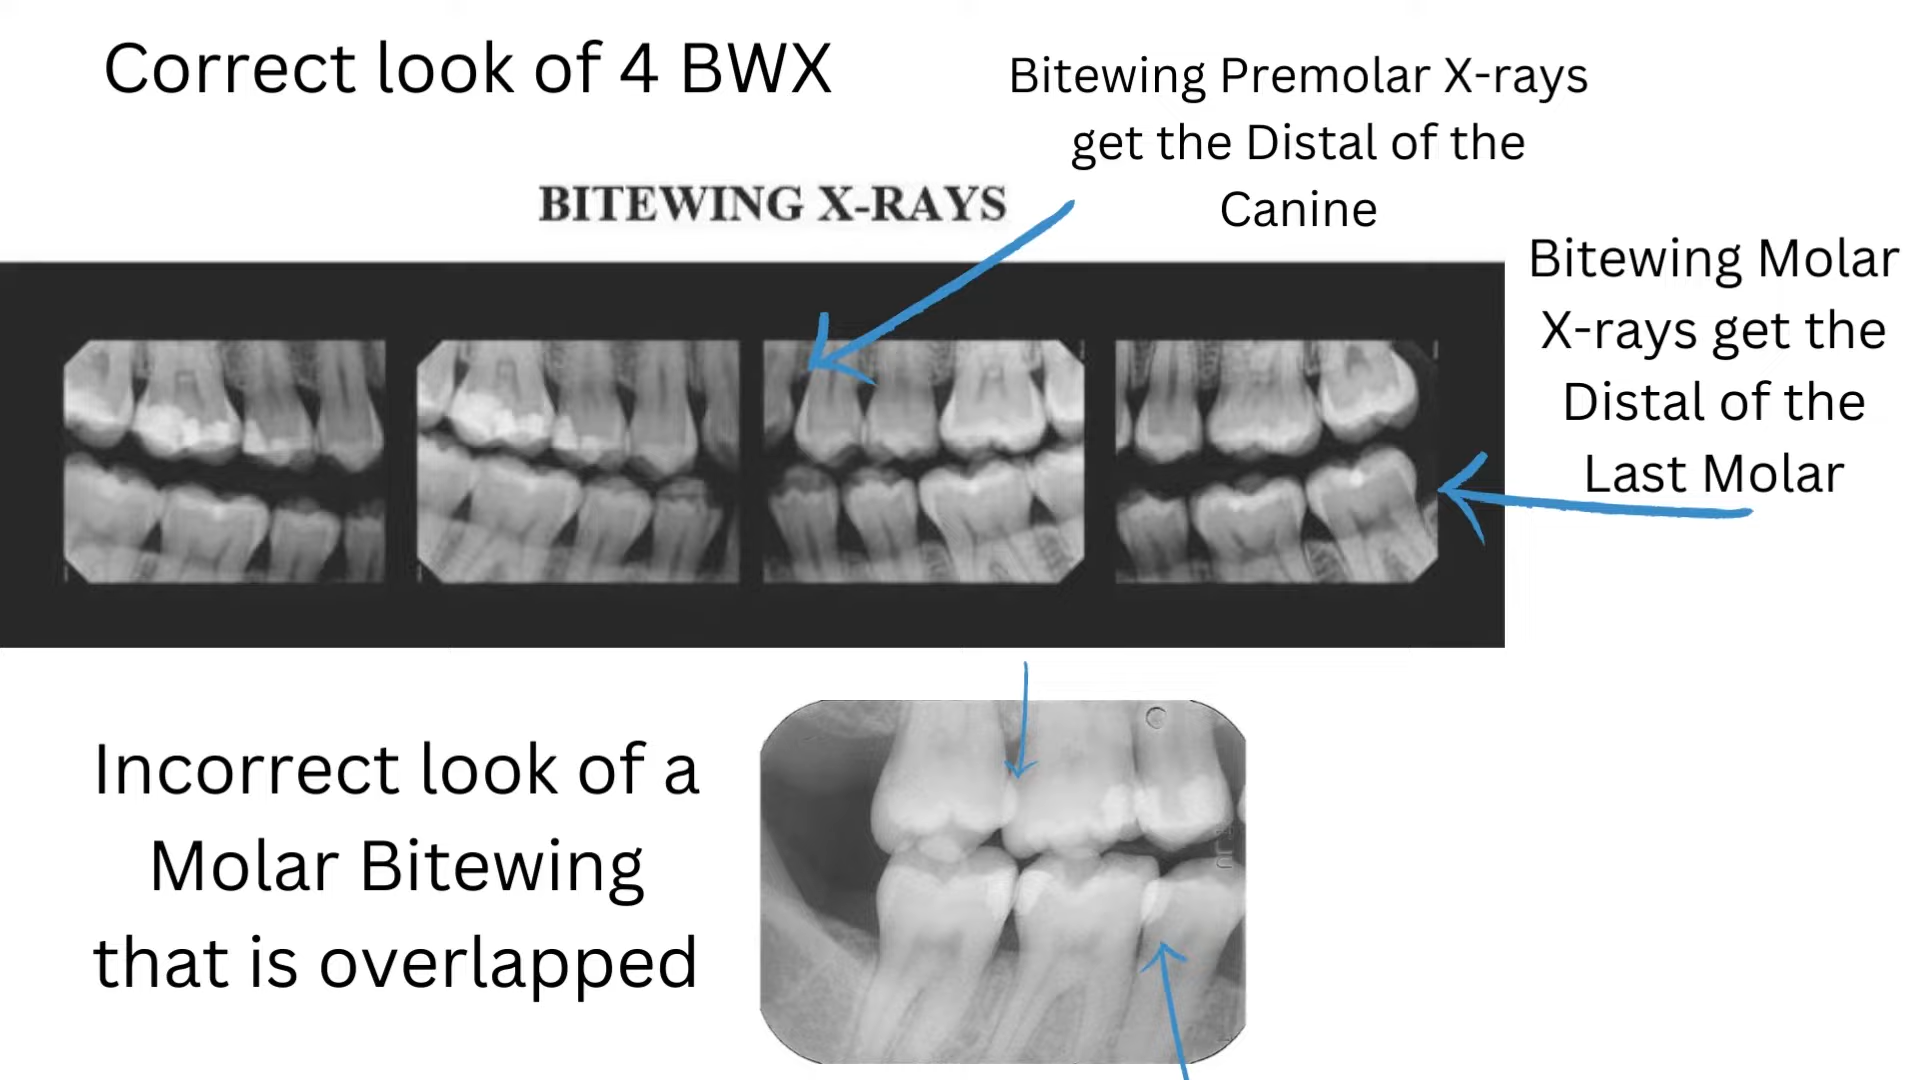 Correct look of 4 BWX
Bitewing Premolar X-rays
get the Distal of the
Canine
BITEWING X-RAYS
Bitewing Molar
X-rays get the
Distal of the
Last Molar
Incorrect look of a
Molar Bitewing
that is overlapped